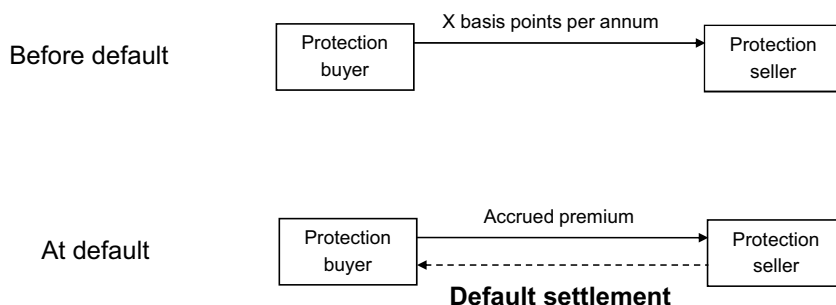 Before default
Protection
buyer
X basis points per annum
Protection
seller
At default
Protection
buyer
Accrued premium
Default settlement
Protection
seller